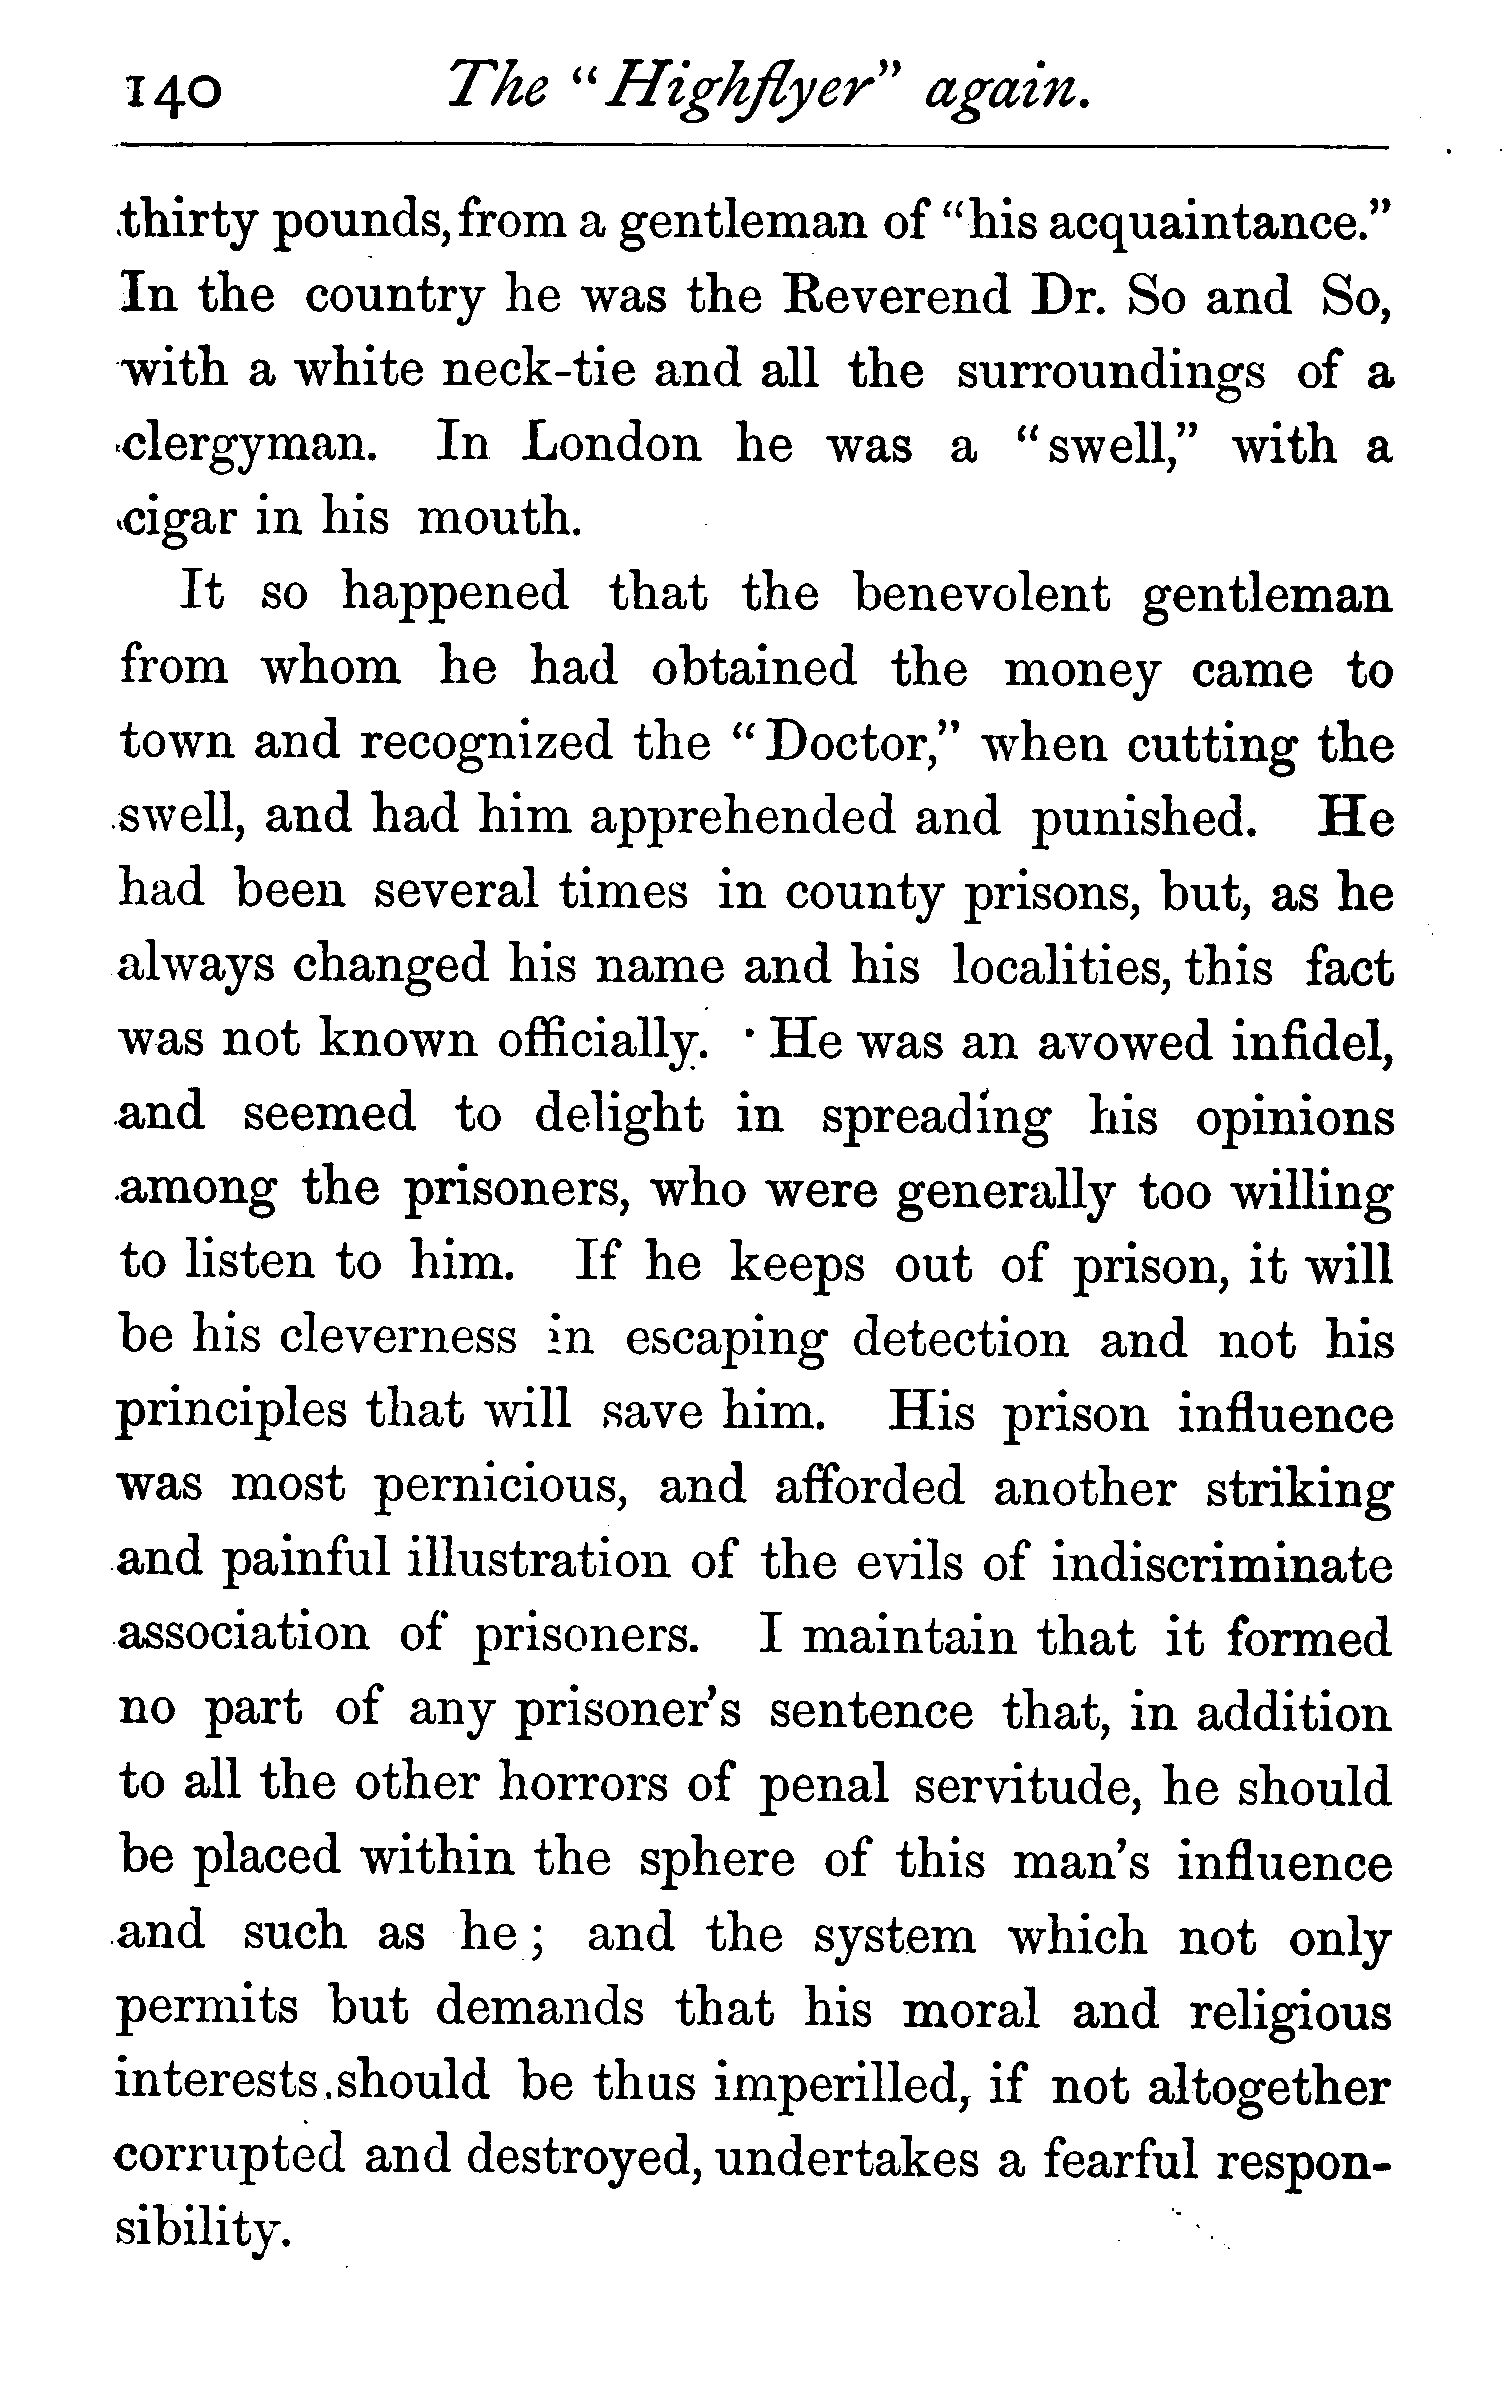 140 The "Highflyer" again.
thirty pounds, from a gentleman of "his acquaintance."
In the country he was the Reverend Dr. So and So,
with a white neck-tie and all the surroundings of a
clergyman. In London he was a "swell," with a
cigar in his mouth.
It so happened that the benevolent gentleman
from whom he had obtained the money came to
town and recognized the "Doctor," when cutting the
swell, and had him apprehended and punished. He
had been several times in county prisons, but, as he
always changed his name and his localities, this fact
was not known officially. He was an avowed infidel,
and seemed to delight in spreading his opinions
among the prisoners, who were generally too willing
to listen to him. If he keeps out of prison, it will
be his cleverness in escaping detection and not his
principles that will save him. His prison influence
was most pernicious, and afforded another striking
and painful illustration of the evils of indiscriminate
association of prisoners. I maintain that it formed
no part of any prisoner's sentence that, in addition
to all the other horrors of penal servitude, he should
be placed within the sphere of this man's influence
and such as he; and the system which not only
permits but demands that his moral and religious
interests should be thus imperilled, if not altogether
corrupted and destroyed, undertakes a fearful respon-
sibility.